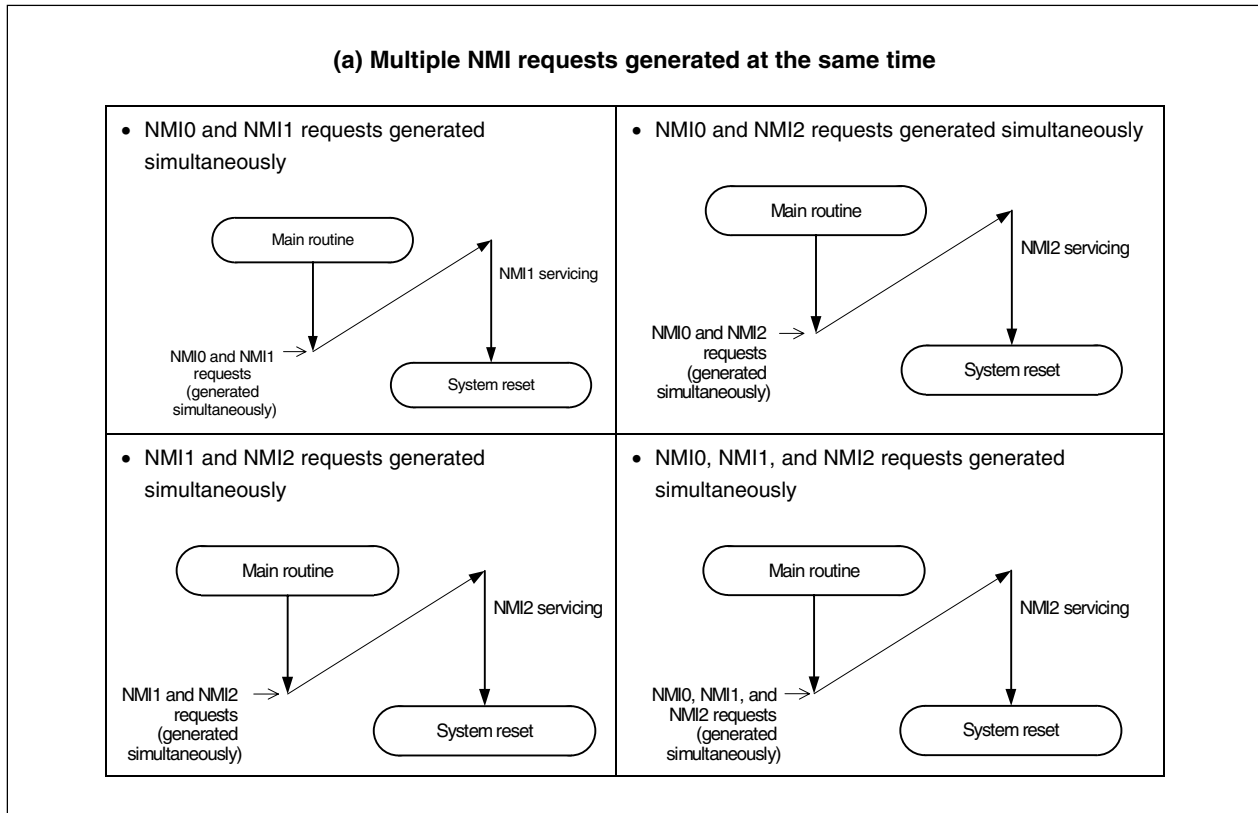 (a) Multiple NMI requests generated at the same time
• NMI0 and NMI1 requests generated
simultaneously
Main routine
NMI1 servicing
NMI0 and NMI1
requests
(generated
simultaneously)
System reset
• NMI0 and NMI2 requests generated simultaneously
Main routine
NMI2 servicing
NMI0 and NMI2
requests
(generated
simultaneously)
System reset
• NMI1 and NMI2 requests generated
simultaneously
Main routine
NMI2 servicing
NMI1 and NMI2
requests
(generated
simultaneously)
System reset
• NMI0, NMI1, and NMI2 requests generated
simultaneously
Main routine
NMI2 servicing
NMI0, NMI1, and
NMI2 requests
(generated
simultaneously)
System reset